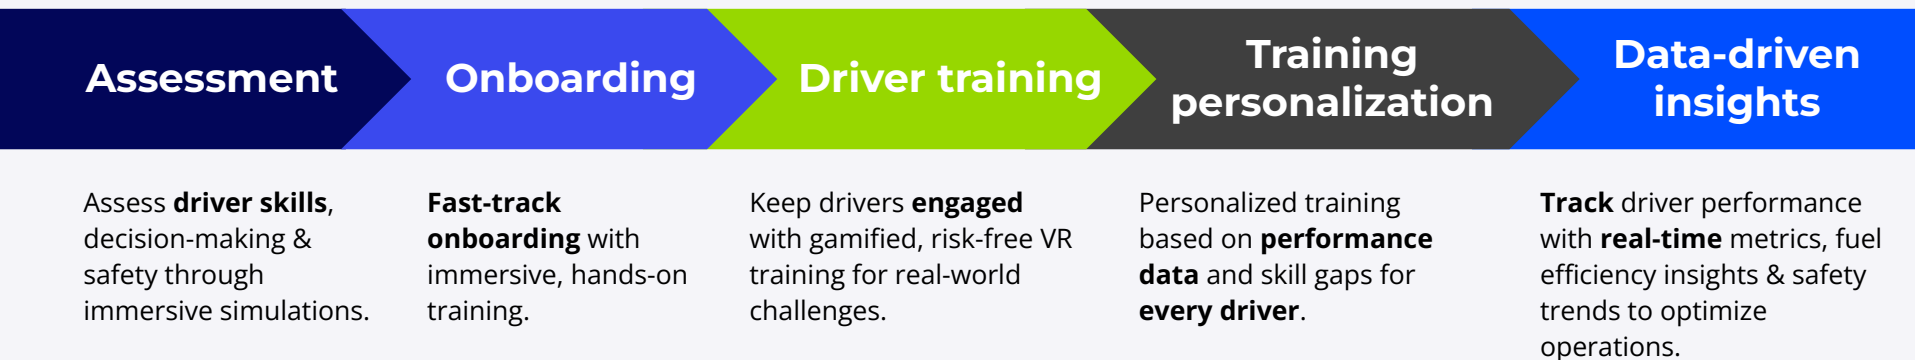 Assessment
Onboarding
Driver training
Training
personalization
Data-driven
insights
Assess driver skills,
decision-making &
safety through
immersive simulations.
Fast-track
onboarding with
immersive, hands-on
training.
Keep drivers engaged
with gamified, risk-free VR
training for real-world
challenges.
Personalized training
based on performance
data and skill gaps for
every driver.
Track driver performance
with real-time metrics, fuel
efficiency insights & safety
trends to optimize
operations.